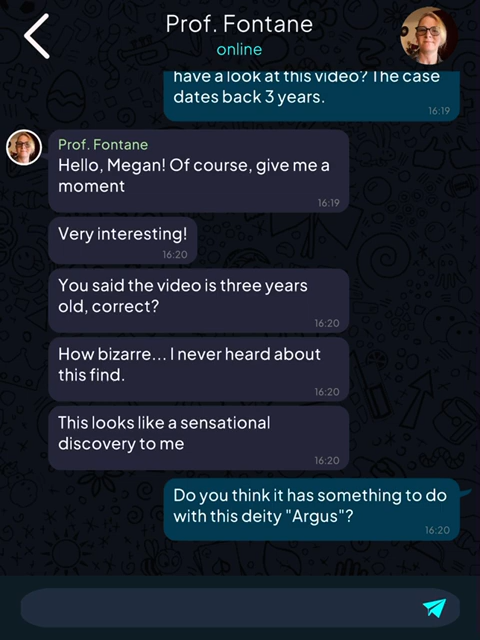 Prof. Fontane
online
have a look at this video? The case
dates back 3 years.
16:19
Prof. Fontane
Hello, Megan! Of course, give me a
moment
16:19
Very interesting!
16:20
You said the video is three years
old, correct?
16:20
How bizarre... I never heard about
this find.
16:20
This looks like a sensational
discovery to me
16:20
Do you think it has something to do
with this deity "Argus"?
16:20